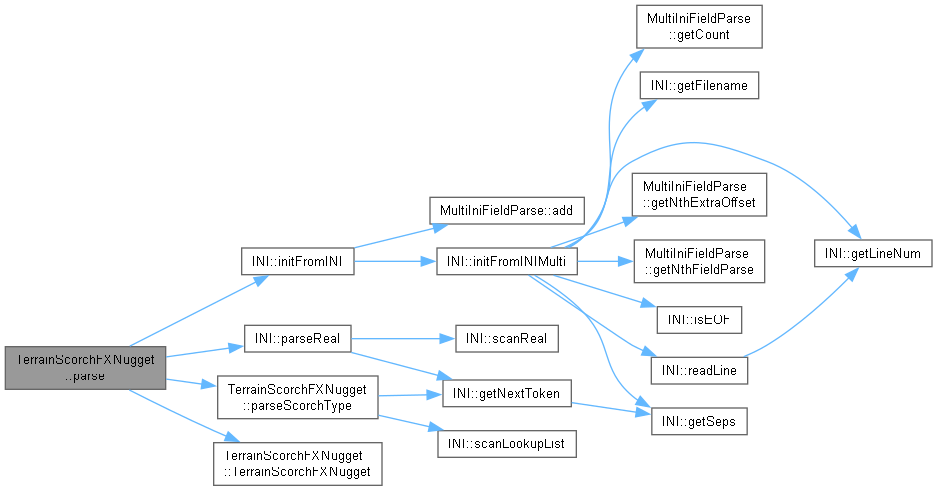 MultiIniFieldParse
::getCount
INI::getFilename
MultiIniFieldParse
::getNthExtraOffset
MultiIniFieldParse::add
INI::initFromINI
INI::initFromINIMulti
MultiIniFieldParse
::getNthFieldParse
INI::getLineNum
INI::isEOF
INI::parseReal
INI::scanReal
TerrainScorchFXNugget
::parse
INI::readLine
TerrainScorchFXNugget
::parseScorchType
INI::getNextToken
INI::getSeps
INI::scanLookupList
TerrainScorchFXNugget
::TerrainScorchFXNugget